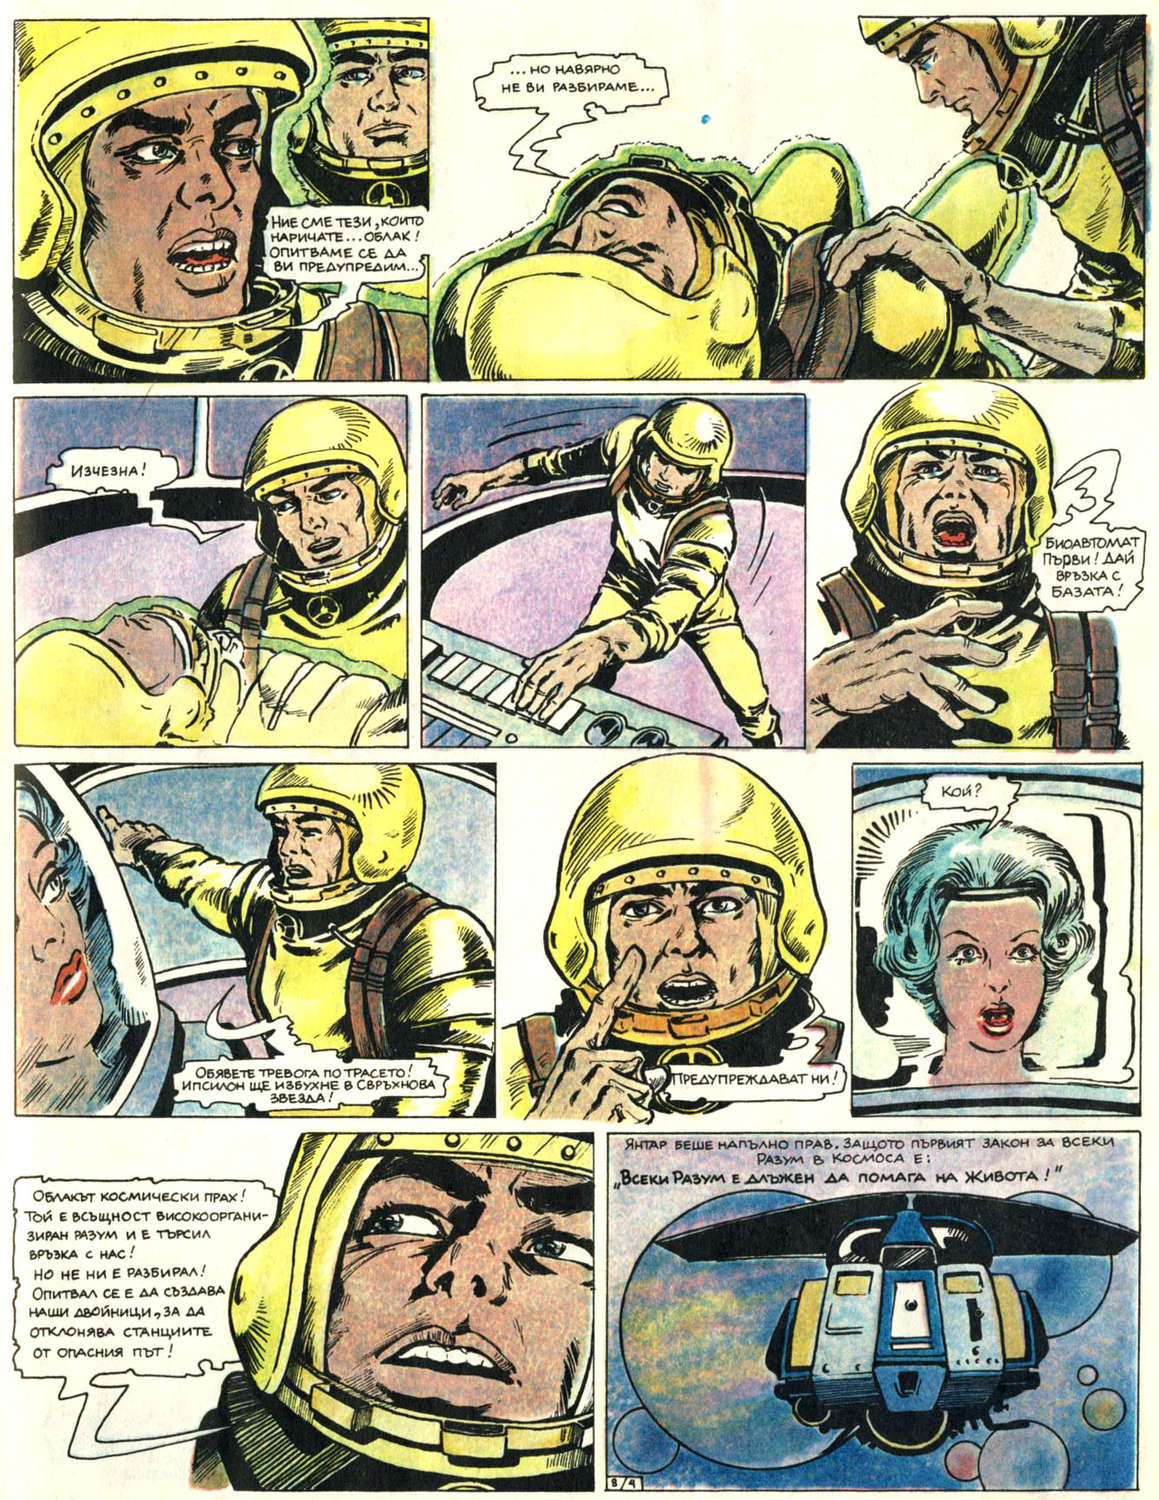 Ние сме тези, които
наричате...облак!
Опитваме се да
ви предупредим...
...но навярно
не ви разбираме...
Изчезна!
Биоавтомат
Първи! Дай
връзка с
базата!
Обявете тревога по трасето!
Ипсилон ще избухне в Свръхнова
звезда!
Предупреждават ни!
Кой?
Облакът космически прах!
Той е всъщност високооргани-
зиран разум и е търсил
връзка с нас!
Но не ни е разбирал!
Опитвал се е да създава
наши двойници, за да
отклонява станциите
от опасния път!
Янтар беше напълно прав. Защото първият закон за всеки
разум в Космоса е:
„Всеки Разум е длъжен да помага на живота!"
8/4